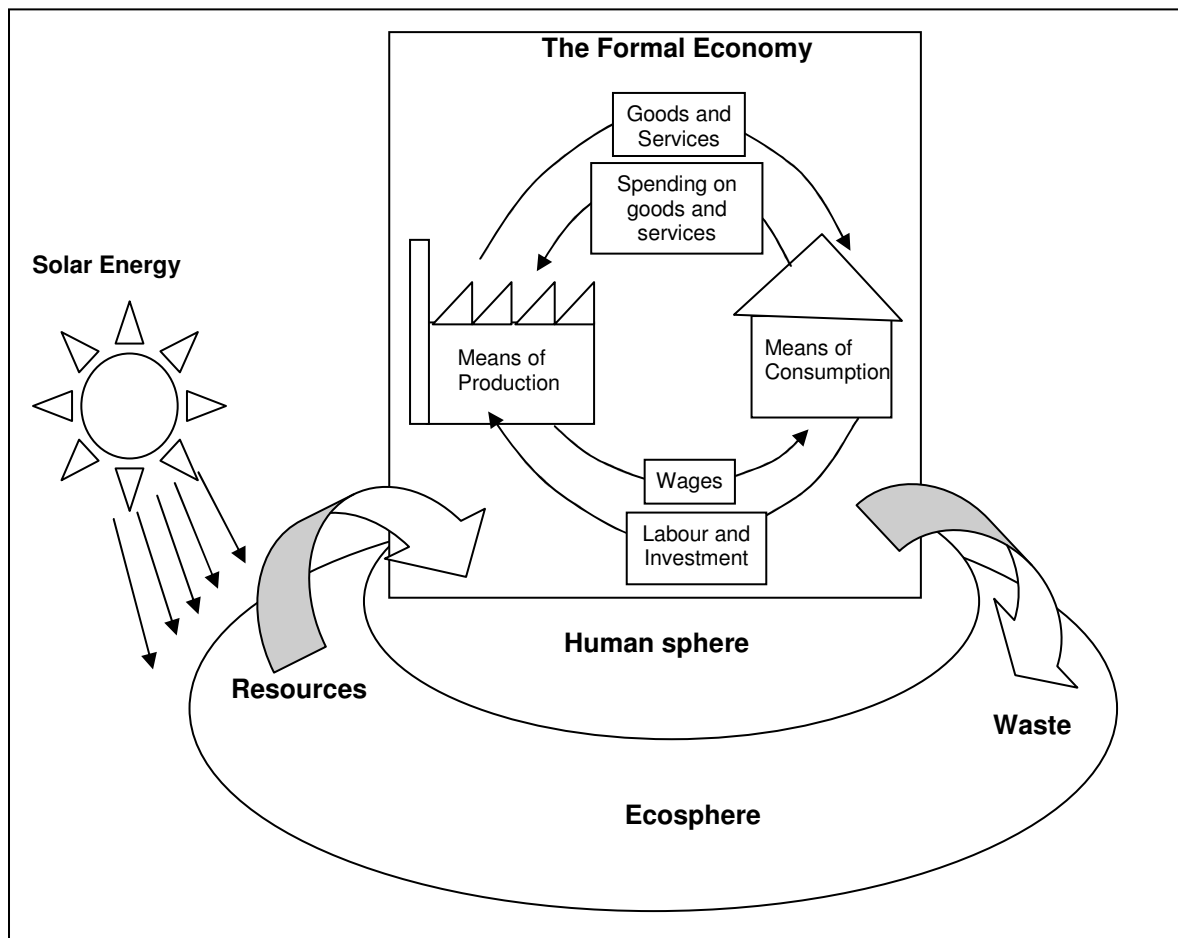 The Formal Economy
Goods and
Services
Spending on
goods and
services
Solar Energy
Means of
Production
Means of
Consumption
Wages
Labour and
Investment
Human sphere
Resources
Waste
Ecosphere